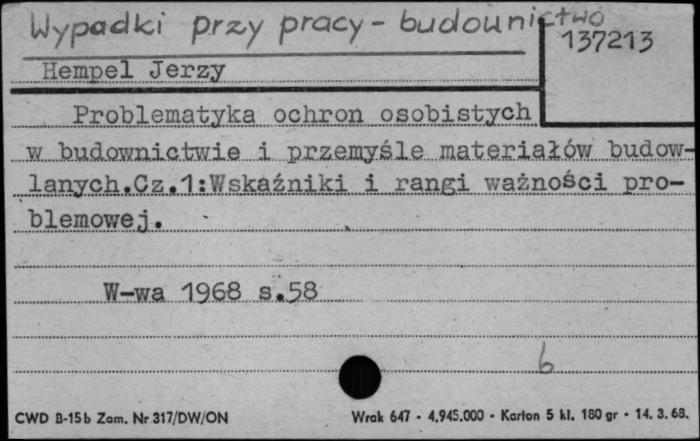 Wypadki przy pracy - budownictwo
137213
Hempel Jerzy
Problematyka ochron osobistych
w budownictwie i przemyśle materiałów budow-
lanych.Cz.1:Wskaźniki i rangi ważności pro-
blemowej.
W-wa 1968 s.58
6
CWD B-15b Zam. Nr 317/DW/ON
Wrak 647 • 4.945.000 • Karton 5 kl. 180 gr • 14. 3. 68.